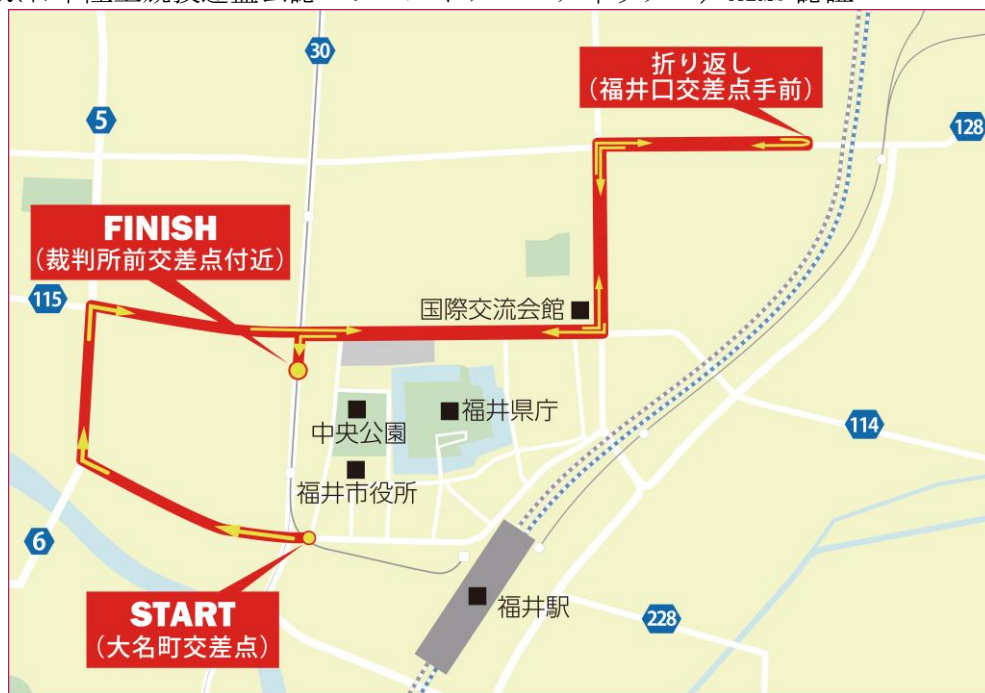 30
折り返し
(福井口交差点手前)
5
128
FINISH
(裁判所前交差点付近)
115
国際交流会館
福井県庁
中央公園
114
福井市役所
6
START
(大名町交差点)
福井駅
228